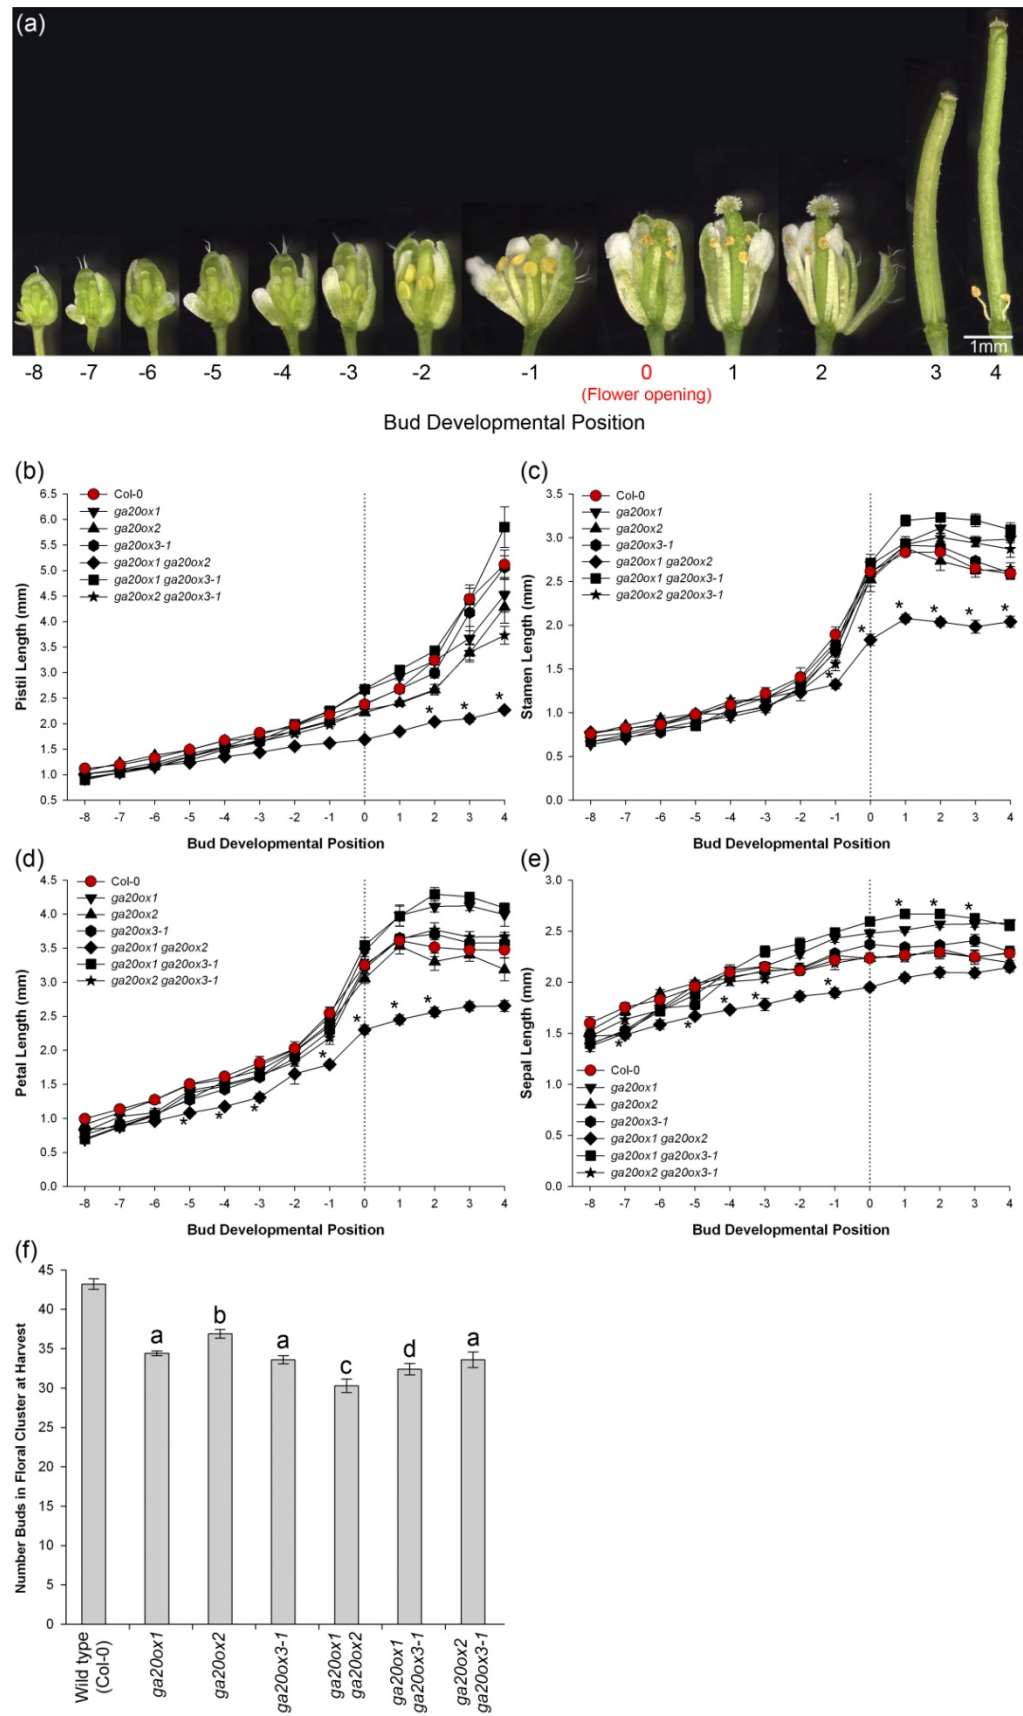 (a)
1mm
-8 -7 -6 -5 -4 -3 -2 -1 0 1 2 3 4
(Flower opening)
Bud Developmental Position
(b)
Col-0
ga20ox1
ga20ox2
ga20ox3-1
ga20ox1 ga20ox2
ga20ox1 ga20ox3-1
ga20ox2 ga20ox3-1
6.5
6.0
5.5
5.0
4.5
4.0
3.5
3.0
2.5
2.0
1.5
1.0
0.5
Pistil Length (mm)
* * *
-8 -7 -6 -5 -4 -3 -2 -1 0 1 2 3 4
Bud Developmental Position
(c)
Col-0
ga20ox1
ga20ox2
ga20ox3-1
ga20ox1 ga20ox2
ga20ox1 ga20ox3-1
ga20ox2 ga20ox3-1
3.5
3.0
2.5
2.0
1.5
1.0
0.5
0.0
Stamen Length (mm)
* * * * * *
-8 -7 -6 -5 -4 -3 -2 -1 0 1 2 3 4
Bud Developmental Position
(d)
Col-0
ga20ox1
ga20ox2
ga20ox3-1
ga20ox1 ga20ox2
ga20ox1 ga20ox3-1
ga20ox2 ga20ox3-1
4.5
4.0
3.5
3.0
2.5
2.0
1.5
1.0
0.5
0.0
Petal Length (mm)
* * * * * * *
-8 -7 -6 -5 -4 -3 -2 -1 0 1 2 3 4
Bud Developmental Position
(e)
3.0
2.5
2.0
1.5
1.0
0.5
0.0
Sepal Length (mm)
* * *
* * * * *
Col-0
ga20ox1
ga20ox2
ga20ox3-1
ga20ox1 ga20ox2
ga20ox1 ga20ox3-1
ga20ox2 ga20ox3-1
-8 -7 -6 -5 -4 -3 -2 -1 0 1 2 3 4
Bud Developmental Position
(f)
45
40
35
30
25
20
15
10
5
0
Number Buds in Floral Cluster at Harvest
a b a c d a
Wild type
(Col-0)
ga20ox1
ga20ox2
ga20ox3-1
ga20ox1
ga20ox2
ga20ox1
ga20ox3-1
ga20ox2
ga20ox3-1